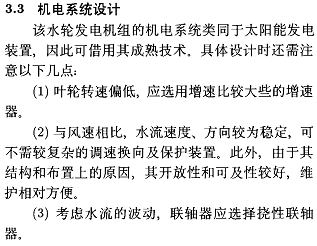 3.3 机电系统设计
该水轮发电机组的机电系统类同于太阳能发电
装置,因此可借用其成熟技术,具体设计时还需注
意以下几点:
(1) 叶轮转速偏低,应选用增速比较大些的增速
器。
(2) 与风速相比,水流速度、方向较为稳定,可
不需较复杂的调速换向及保护装置。此外,由于其
结构和布置上的原因,其开放性和可及性较好,维
护相对方便。
(3) 考虑水流的波动,联轴器应选择挠性联轴
器。